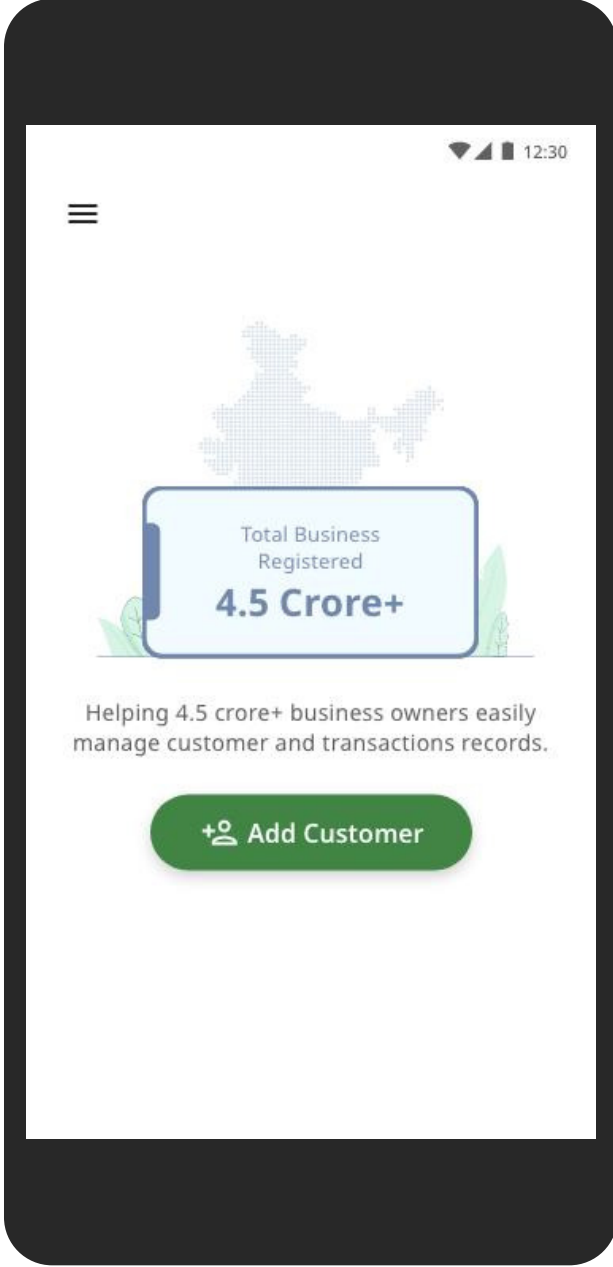 12:30
Total Business
Registered
4.5 Crore+
Helping 4.5 crore+ business owners easily
manage customer and transactions records.
Add Customer